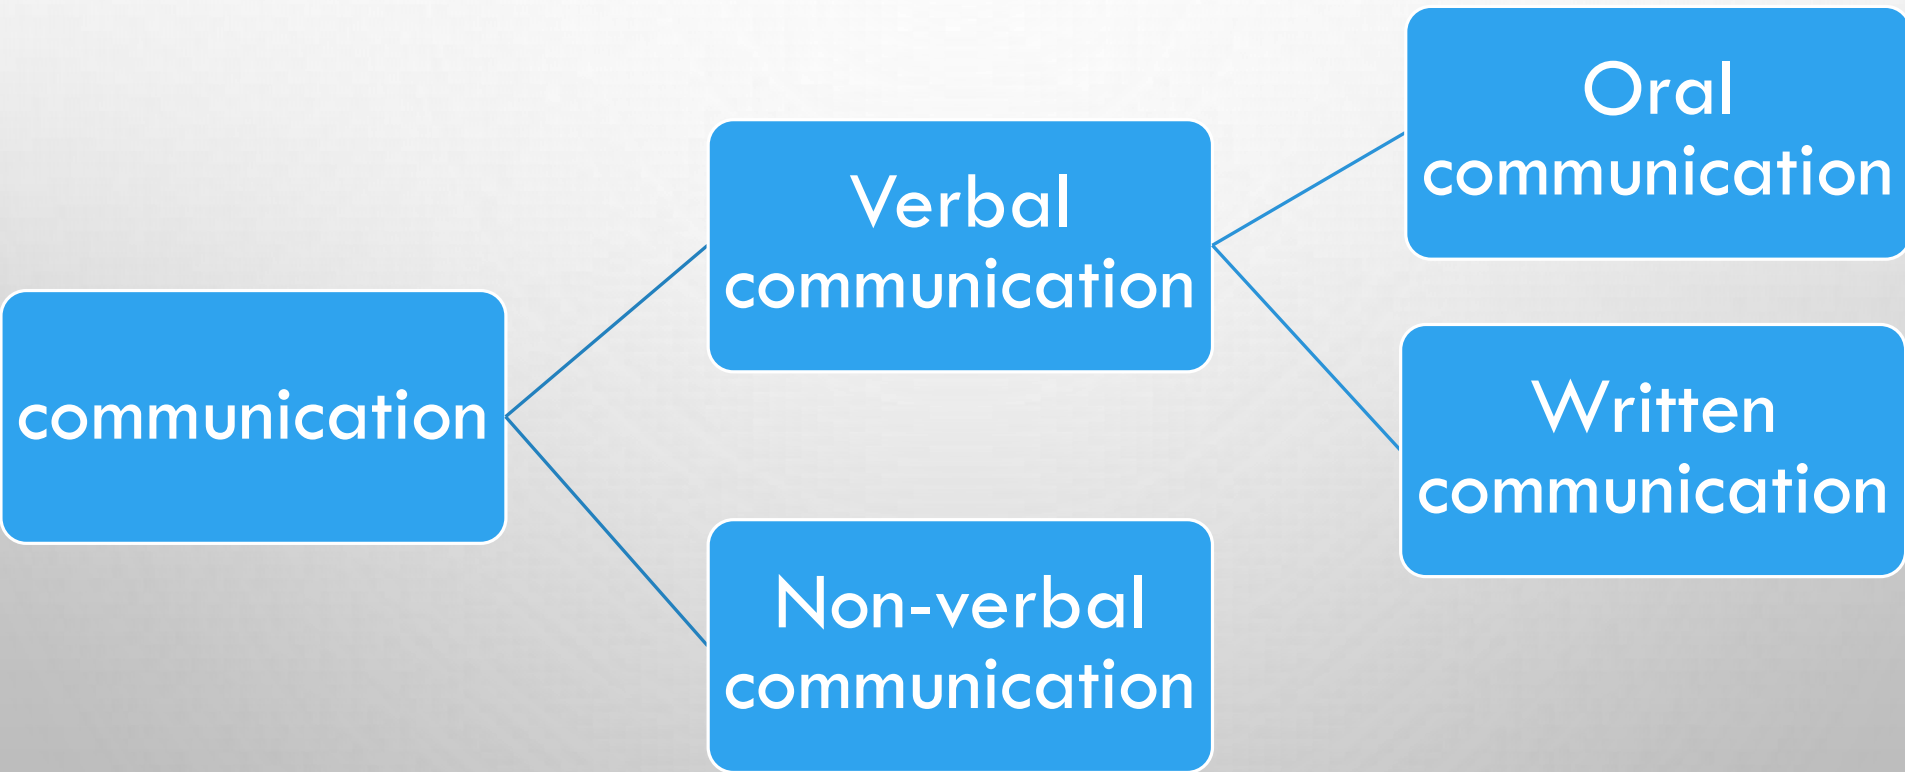 communication
Verbal
communication
Non-verbal
communication
Oral
communication
Written
communication